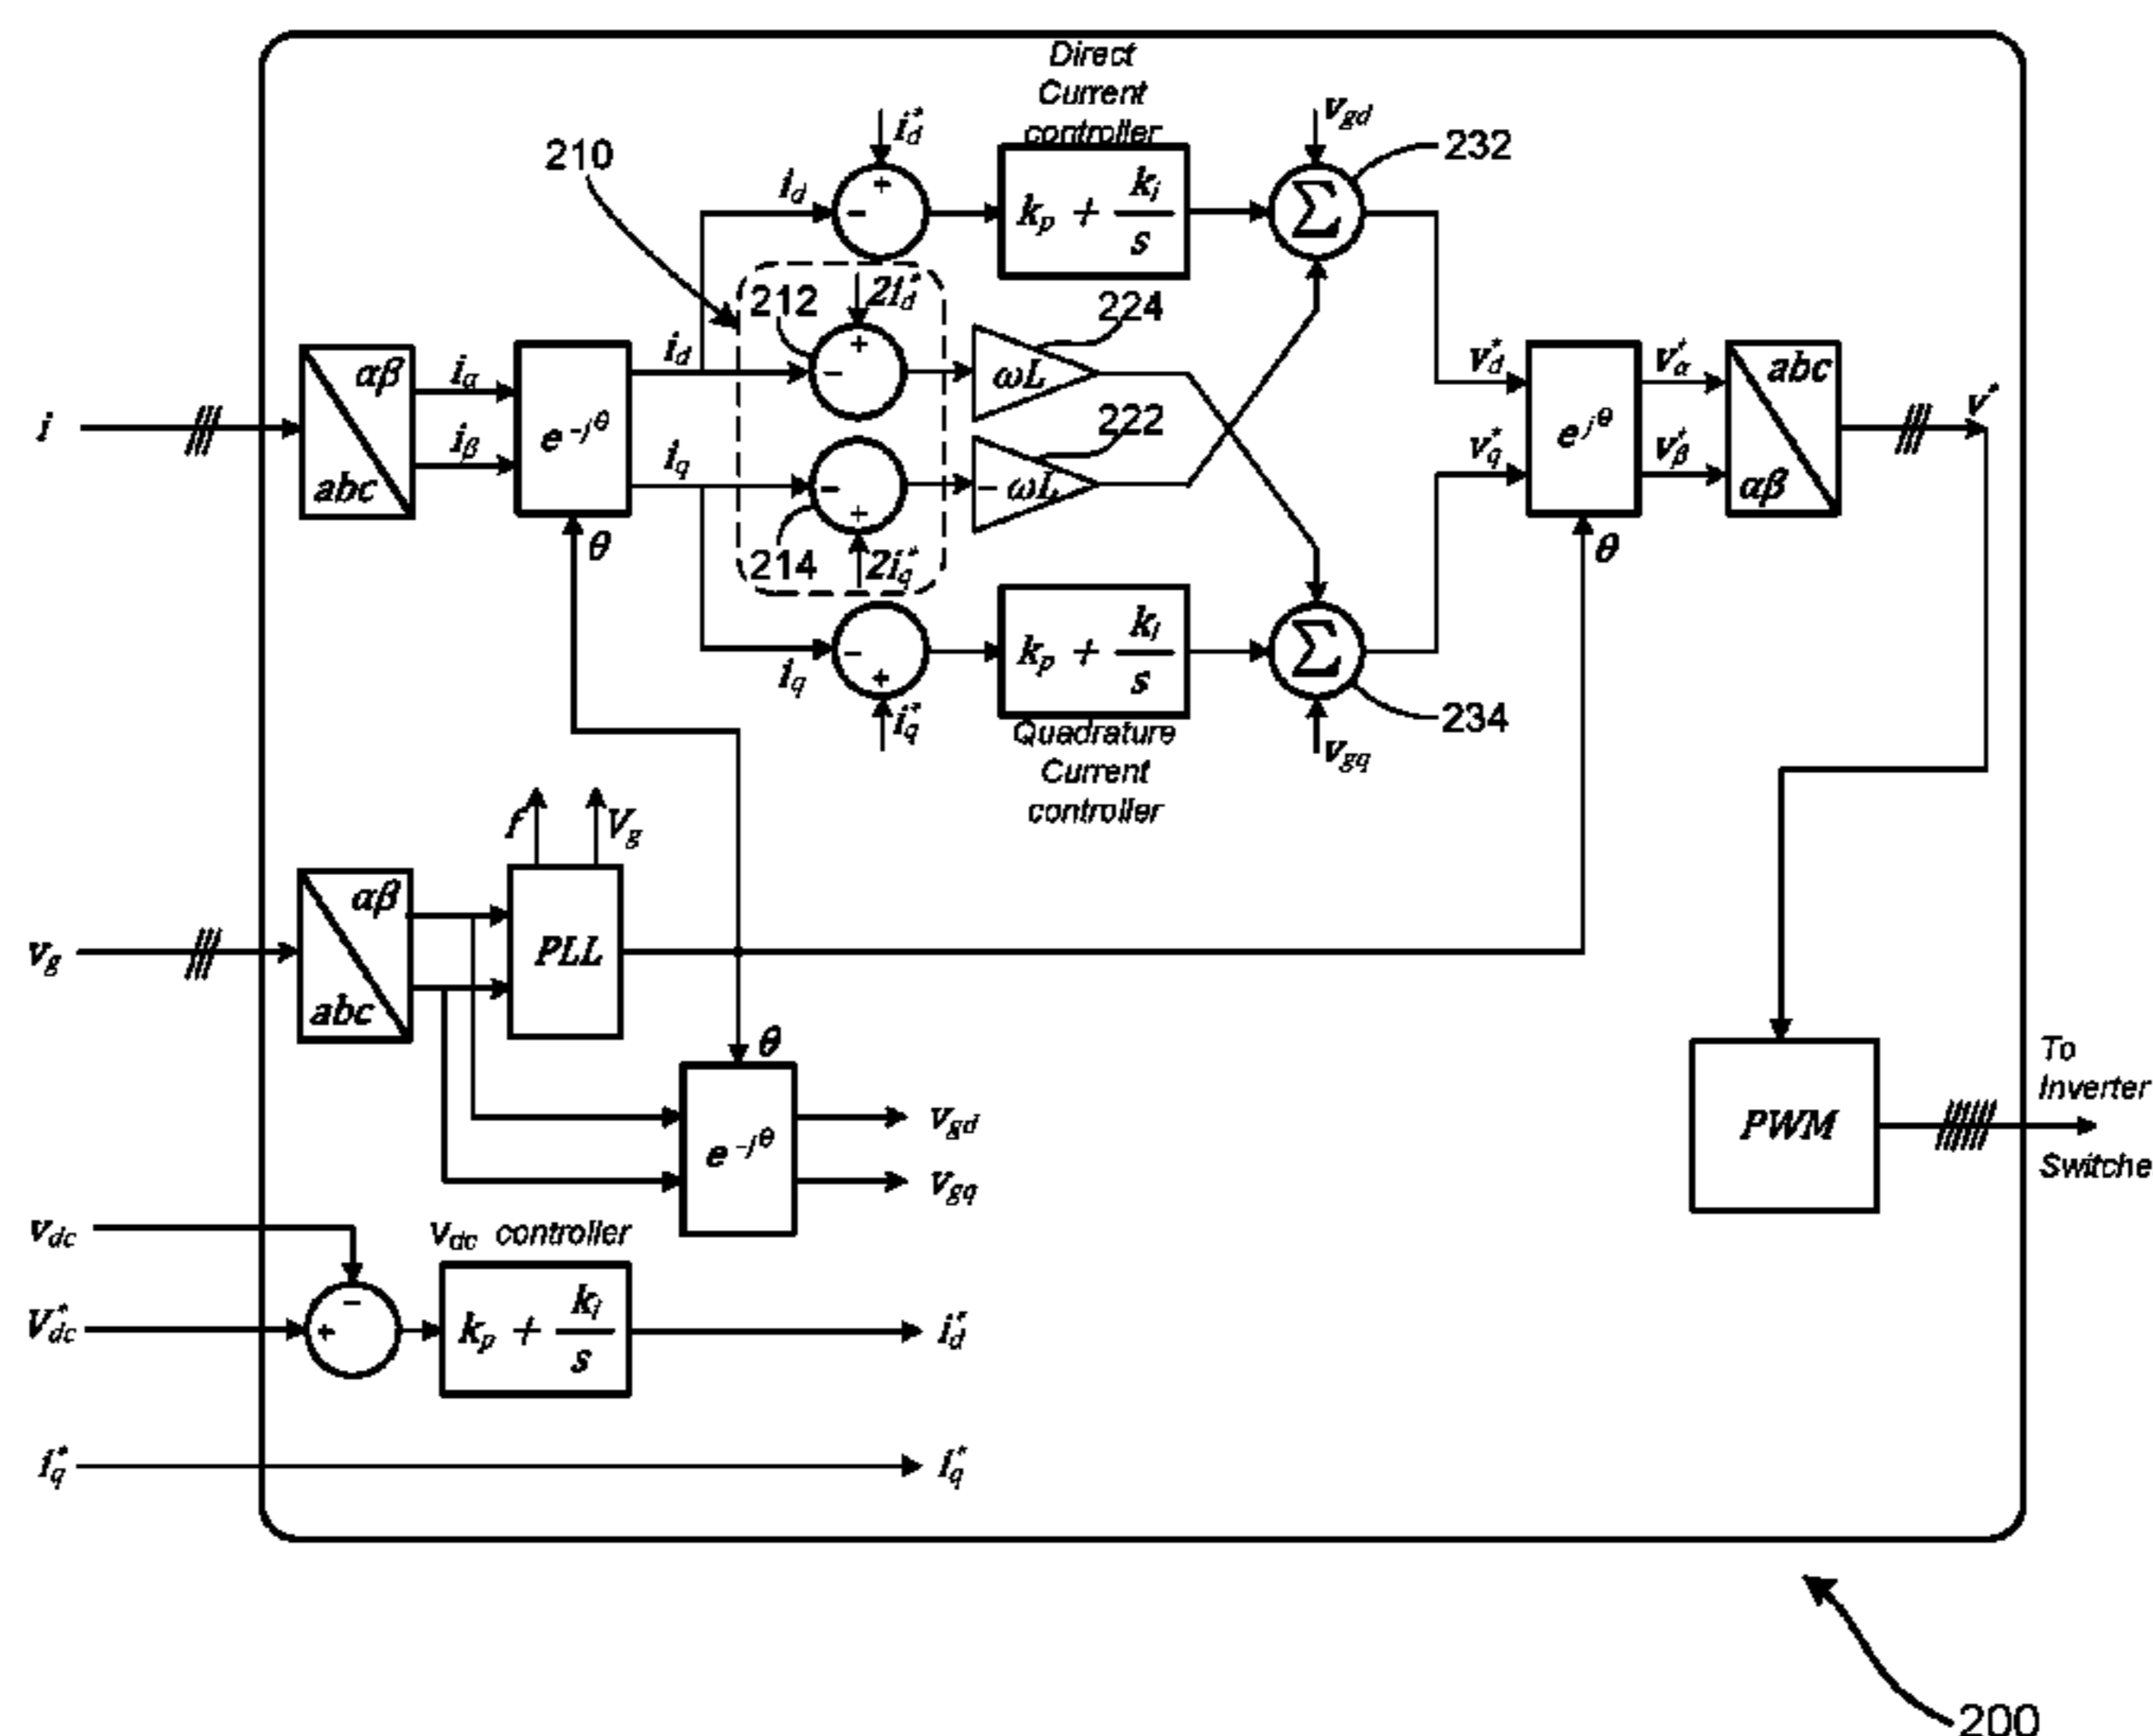 Direct
Current
controller
210
i_d^*
v_gd
232
i_d
k_p + k_i/s
Σ
212
2i_d^*
224
αβ
abc
i_α
i_β
e^-jθ
i_d
ωL
222
i_q
- ωL
214
2i_q^*
v_d^*
v_q^*
e^jθ
v_α^*
v_β^*
abc
αβ
v^*
i
θ
θ
i_q
k_p + k_i/s
Σ
234
i_q^*
v_gq
Quadrature
Current
controller
f
V_g
v_g
αβ
abc
PLL
θ
e^-jθ
v_gd
v_gq
PWM
To
Inverter
Switche
v_dc
v_dc controller
V_dc^*
k_p + k_i/s
i_d^*
i_q^*
i_q^*
200